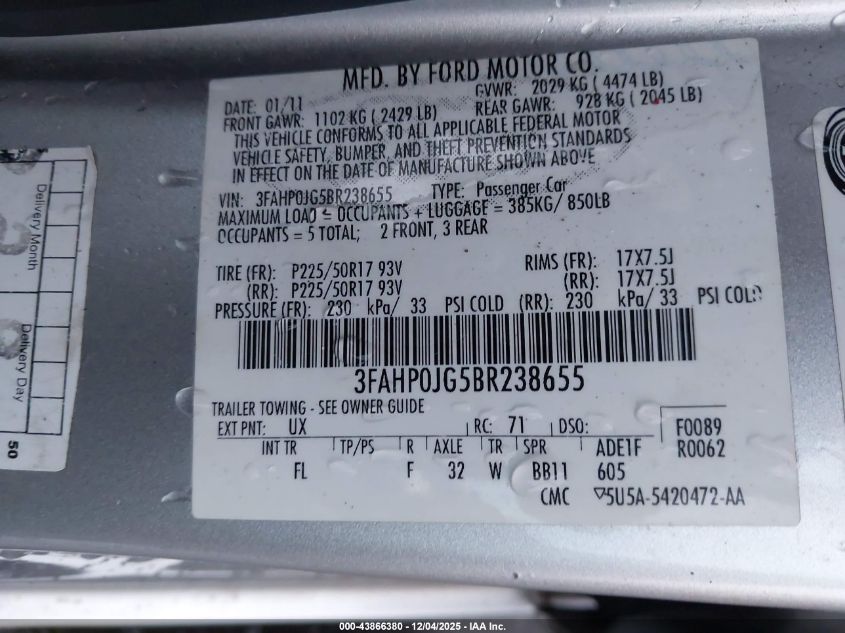 MFD. BY FORD MOTOR CO.
DATE: 01/11 GVWR: 2029 KG ( 4474 LB)
FRONT GAWR: 1102 KG ( 2429 LB) REAR GAWR: 928 KG ( 2045 LB)
THIS VEHICLE CONFORMS TO ALL APPLICABLE FEDERAL MOTOR
VEHICLE SAFETY, BUMPER, AND THEFT PREVENTION STANDARDS
IN EFFECT ON THE DATE OF MANUFACTURE SHOWN ABOVE
VIN: 3FAHP0JG5BR238655 TYPE: Passenger Car
MAXIMUM LOAD = OCCUPANTS + LUGGAGE = 385KG/ 850LB
OCCUPANTS = 5 TOTAL; 2 FRONT, 3 REAR
TIRE (FR): P225/50R17 93V RIMS (FR): 17X7.5J
(RR): P225/50R17 93V (RR): 17X7.5J
PRESSURE (FR): 230 kPa/ 33 PSI COLD (RR): 230 kPa/ 33 PSI COLD
3FAHP0JG5BR238655
TRAILER TOWING - SEE OWNER GUIDE
EXT PNT: UX RC: 71 DSO: F0089
INT TR TP/PS R AXLE TR SPR ADE1F R0062
FL F 32 W BB11 605
CMC 5U5A-5420472-AA
Delivery Month
Delivery Day
50
000-43866380 - 12/04/2025 - IAA Inc.